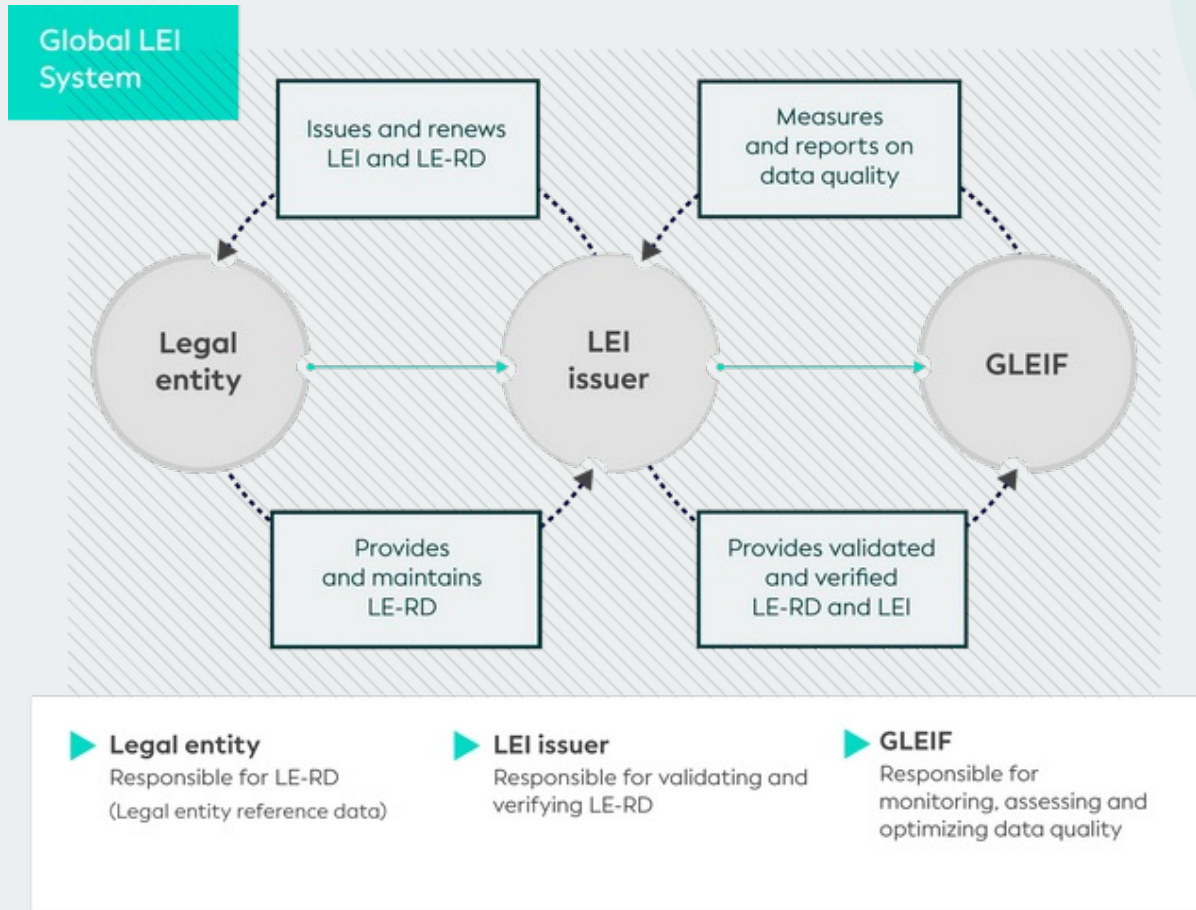 Global LEI
System
Issues and renews
LEI and LE-RD
Measures
and reports on
data quality
Legal
entity
LEI
issuer
GLEIF
Provides
and maintains
LE-RD
Provides validated
and verified
LE-RD and LEI
Legal entity
Responsible for LE-RD
(Legal entity reference data)
LEI issuer
Responsible for validating and
verifying LE-RD
GLEIF
Responsible for
monitoring, assessing and
optimizing data quality